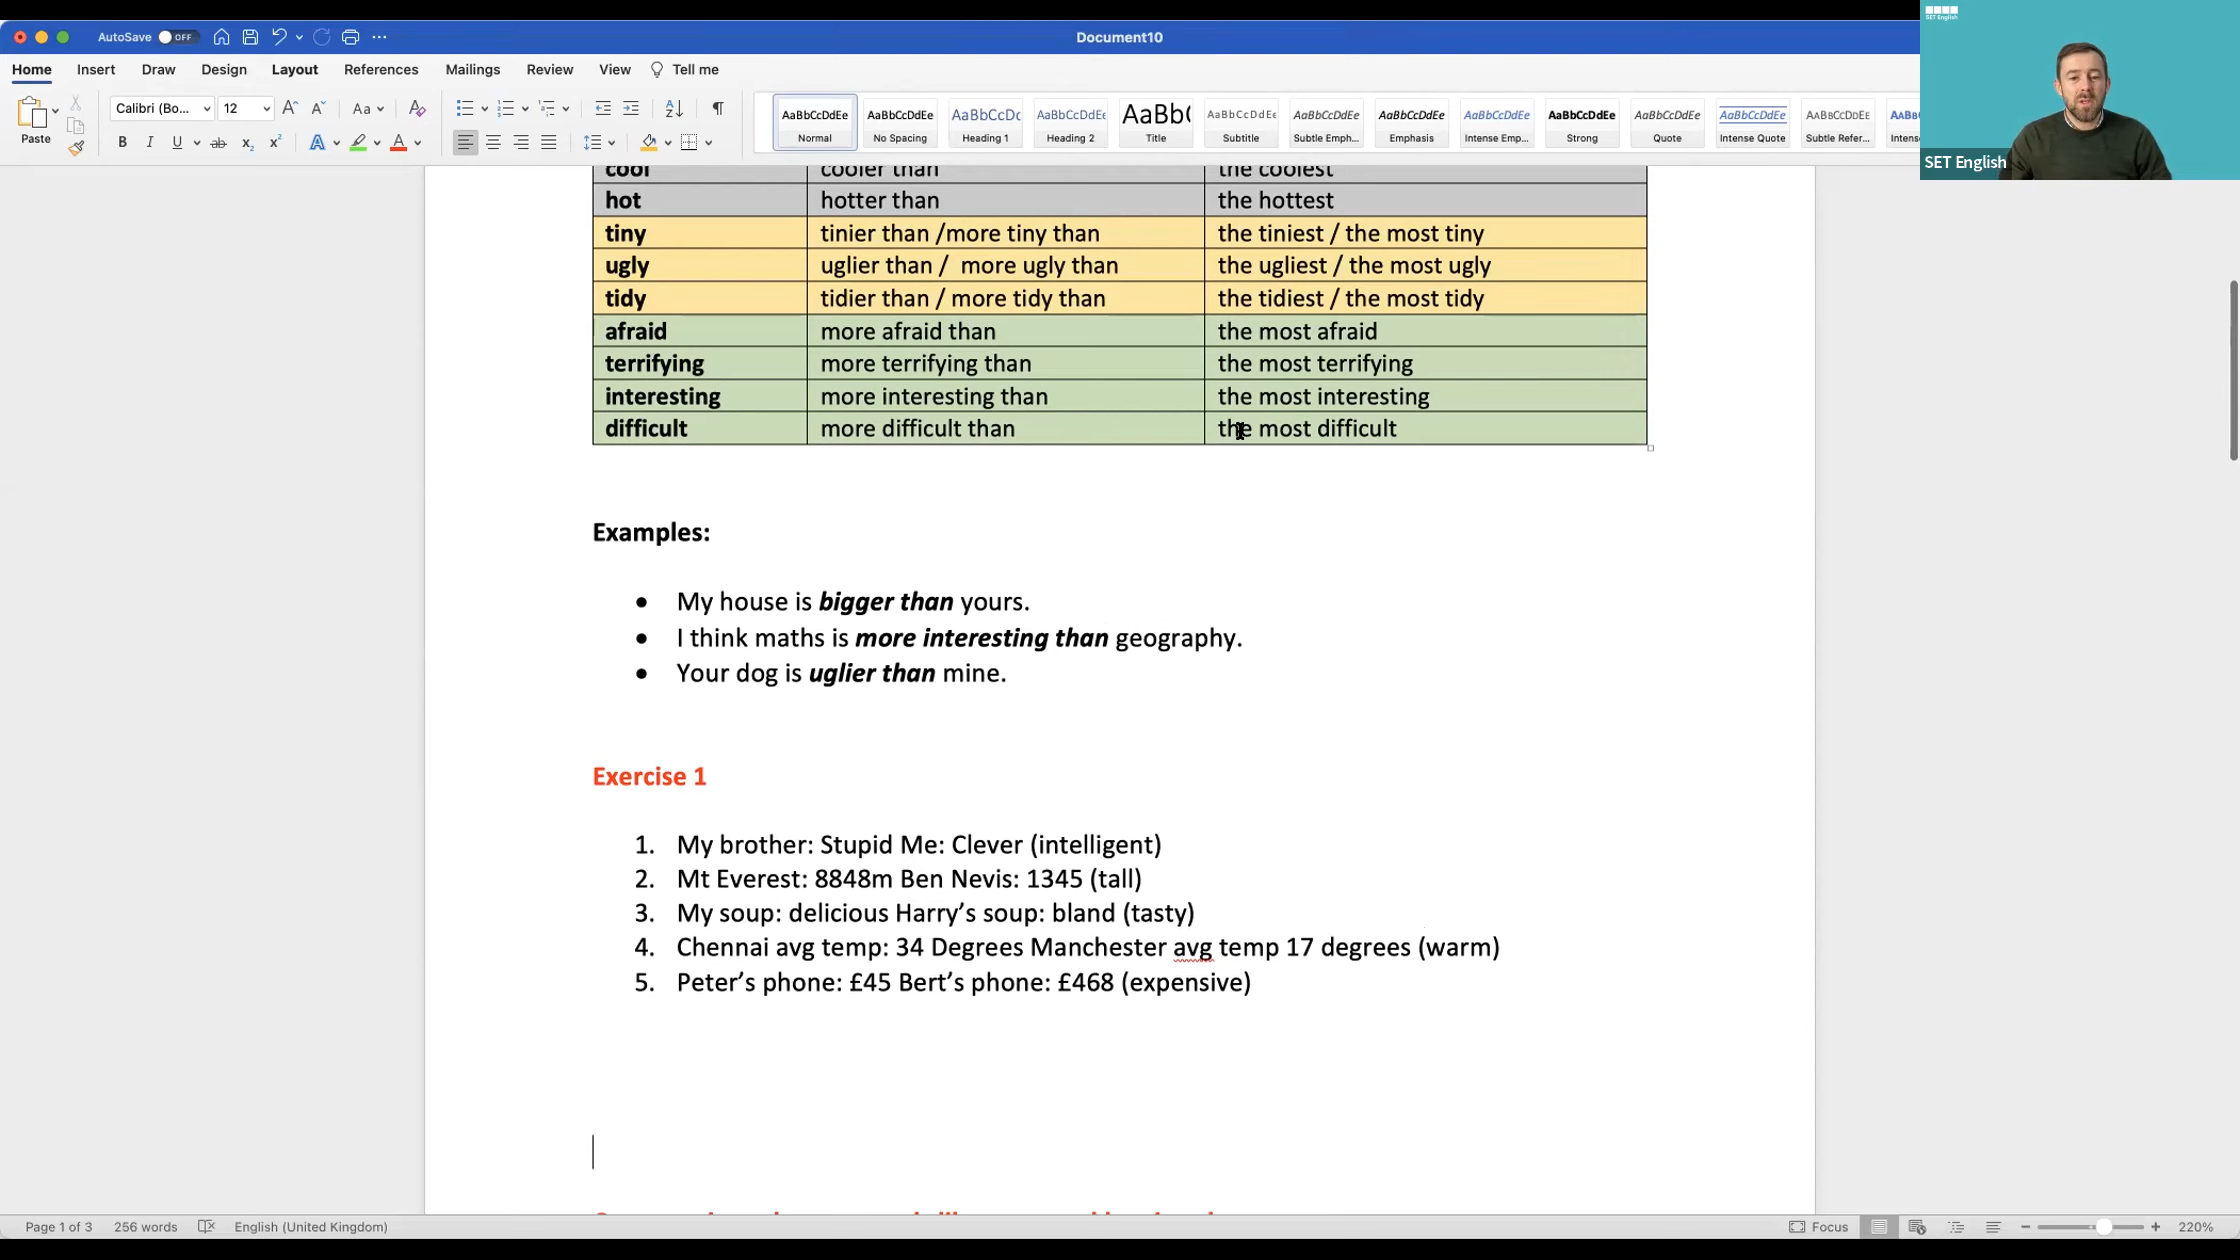 SET English
AutoSave OFF
Document10
Home Insert Draw Design Layout References Mailings Review View Tell me
Paste
Calibri (Bo... 12
AaBbCcDdEe AaBbCcDdEe AaBbCcDc AaBbCcDdEe AaBb( AaBbCcDdEe AaBbCcDdEe AaBbCcDdEe AaBbCcDdEe AaBbCcDdEe AaBbCcDdEe AaBbCcDdEe AaBbCcDdEe AaBb
Normal No Spacing Heading 1 Heading 2 Title Subtitle Subtle Emph... Emphasis Intense Emp... Strong Quote Intense Quote Subtle Refer... Intens
SET English
cool cooler than the coolest
hot hotter than the hottest
tiny tinier than /more tiny than the tiniest / the most tiny
ugly uglier than / more ugly than the ugliest / the most ugly
tidy tidier than / more tidy than the tidiest / the most tidy
afraid more afraid than the most afraid
terrifying more terrifying than the most terrifying
interesting more interesting than the most interesting
difficult more difficult than the most difficult
Examples:
• My house is bigger than yours.
• I think maths is more interesting than geography.
• Your dog is uglier than mine.
Exercise 1
1. My brother: Stupid Me: Clever (intelligent)
2. Mt Everest: 8848m Ben Nevis: 1345 (tall)
3. My soup: delicious Harry’s soup: bland (tasty)
4. Chennai avg temp: 34 Degrees Manchester avg temp 17 degrees (warm)
5. Peter’s phone: £45 Bert’s phone: £468 (expensive)
Page 1 of 3 256 words English (United Kingdom) Focus 220%